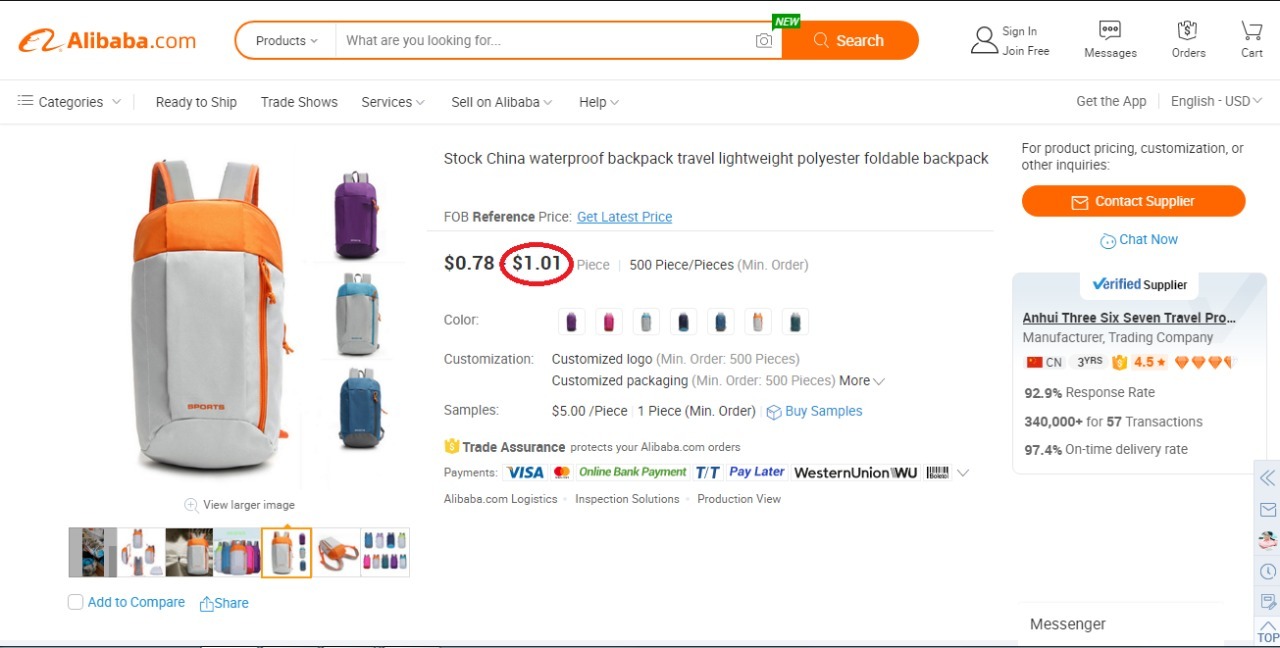 Alibaba.com
Products
What are you looking for...
NEW
Search
Sign In
Join Free
Messages
Orders
Cart
Categories
Ready to Ship
Trade Shows
Services
Sell on Alibaba
Help
Get the App
English - USD
Stock China waterproof backpack travel lightweight polyester foldable backpack
FOB Reference Price: Get Latest Price
$0.78 - $1.01 Piece | 500 Piece/Pieces (Min. Order)
Color:
Customization: Customized logo (Min. Order: 500 Pieces)
Customized packaging (Min. Order: 500 Pieces) More
Samples: $5.00 /Piece | 1 Piece (Min. Order) | Buy Samples
Trade Assurance protects your Alibaba.com orders
Payments: VISA Online Bank Payment T/T Pay Later WesternUnion WU
Alibaba.com Logistics Inspection Solutions Production View
SPORTS
View larger image
Add to Compare
Share
For product pricing, customization, or
other inquiries:
Contact Supplier
Chat Now
Verified Supplier
Anhui Three Six Seven Travel Pro...
Manufacturer, Trading Company
CN 3YRS 4.5
92.9% Response Rate
340,000+ for 57 Transactions
97.4% On-time delivery rate
Messenger
TOP